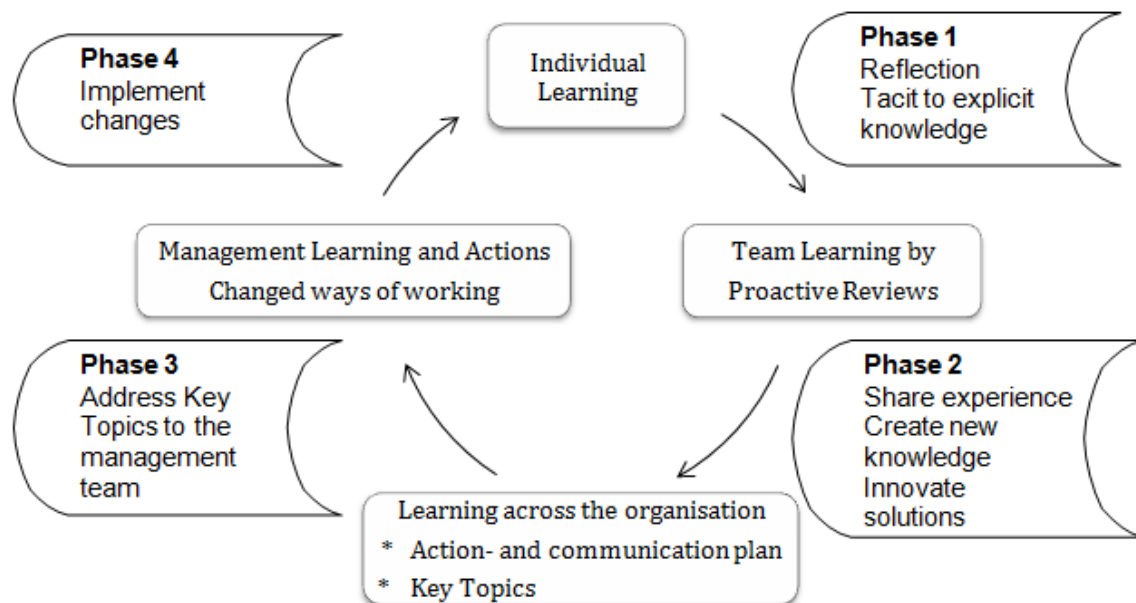 Phase 4
Implement
changes
Individual
Learning
Phase 1
Reflection
Tacit to explicit
knowledge
Management Learning and Actions
Changed ways of working
Team Learning by
Proactive Reviews
Phase 3
Address Key
Topics to the
management
team
Phase 2
Share experience
Create new
knowledge
Innovate
solutions
Learning across the organisation
* Action- and communication plan
* Key Topics